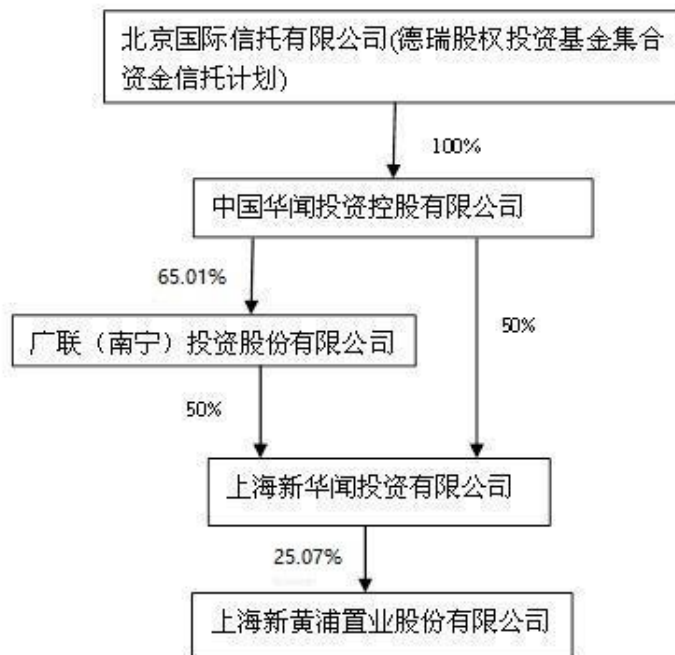 北京国际信托有限公司(德瑞股权投资基金集合
资金信托计划)
100%
中国华闻投资控股有限公司
65.01%
50%
广联（南宁）投资股份有限公司
50%
上海新华闻投资有限公司
25.07%
上海新黄浦置业股份有限公司